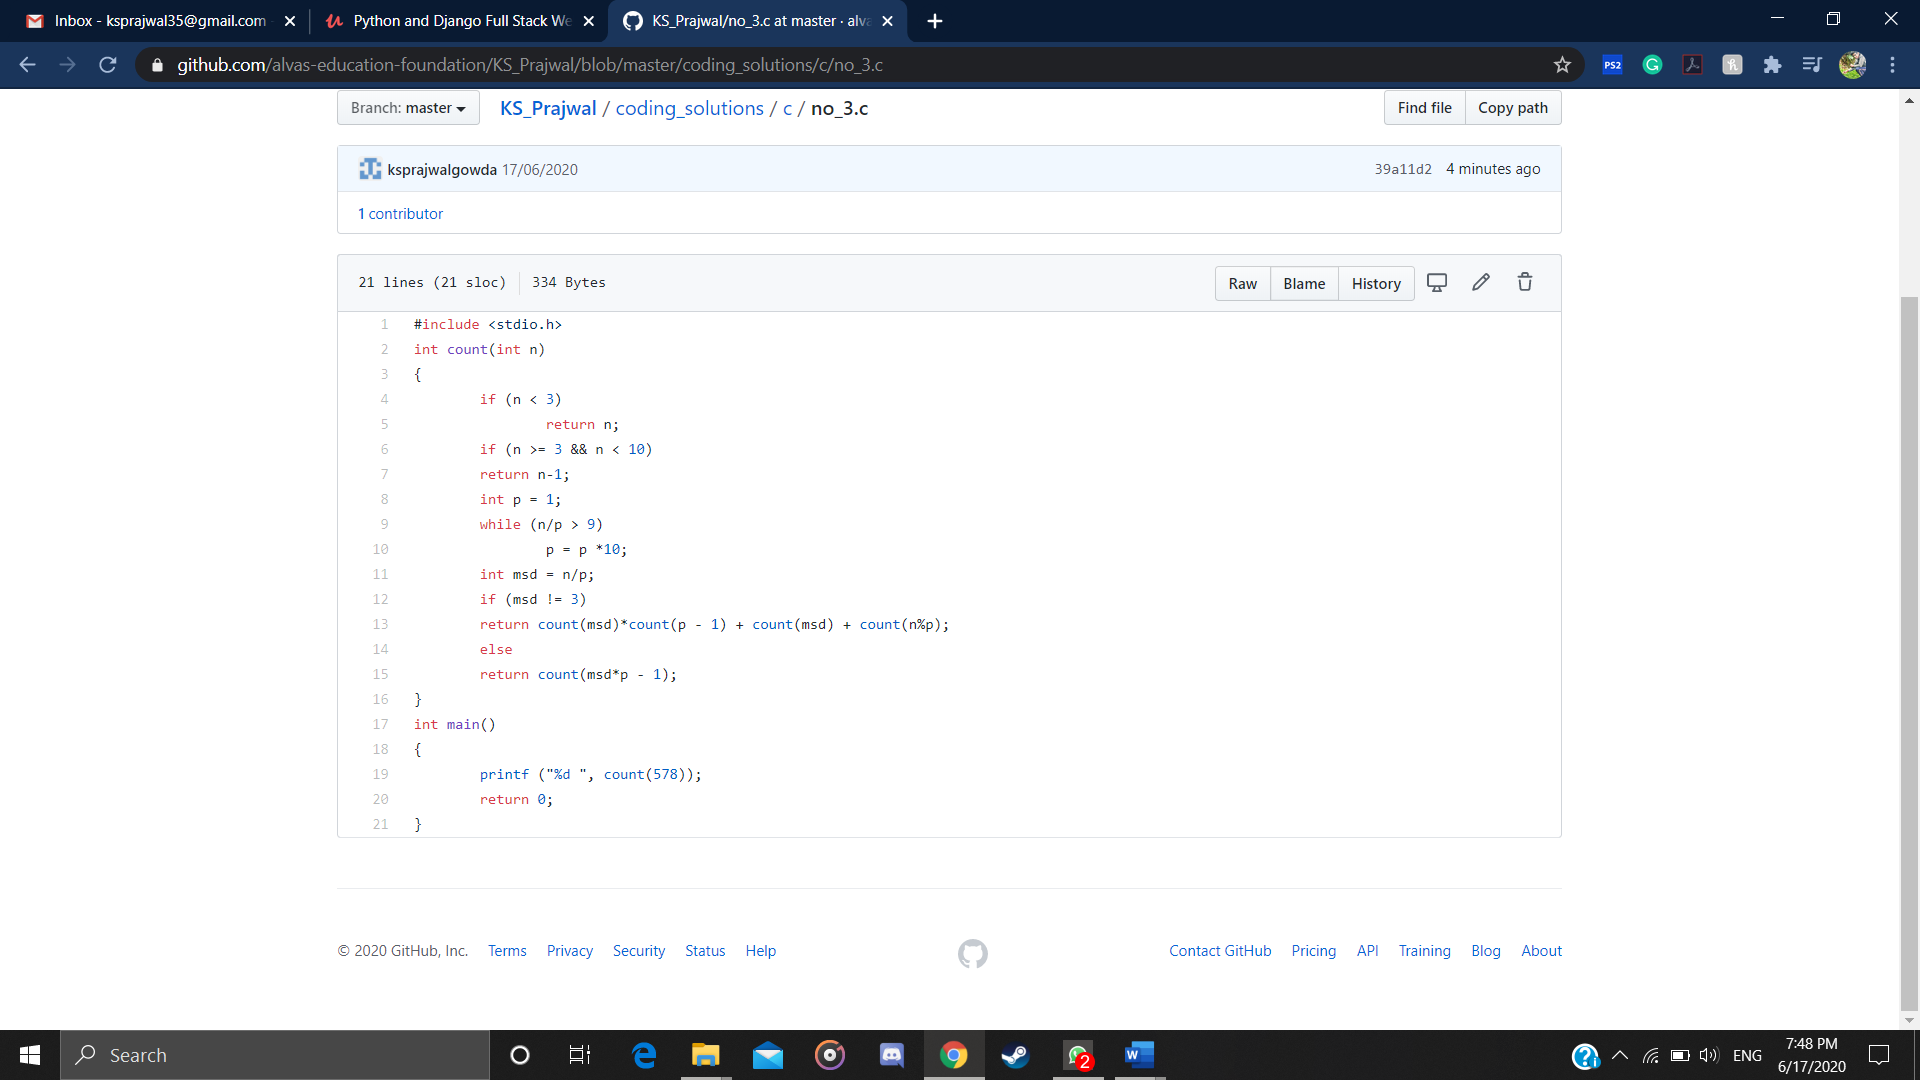 Inbox - ksprajwal35@gmail.com
Python and Django Full Stack We
KS_Prajwal/no_3.c at master · alva
github.com/alvas-education-foundation/KS_Prajwal/blob/master/coding_solutions/c/no_3.c
PS2
Branch: master
KS_Prajwal / coding_solutions / c / no_3.c
Find file
Copy path
ksprajwalgowda 17/06/2020
39a11d2 4 minutes ago
1 contributor
21 lines (21 sloc) 334 Bytes
Raw
Blame
History
1 #include <stdio.h>
2 int count(int n)
3 {
4 if (n < 3)
5 return n;
6 if (n >= 3 && n < 10)
7 return n-1;
8 int p = 1;
9 while (n/p > 9)
10 p = p *10;
11 int msd = n/p;
12 if (msd != 3)
13 return count(msd)*count(p - 1) + count(msd) + count(n%p);
14 else
15 return count(msd*p - 1);
16 }
17 int main()
18 {
19 printf ("%d ", count(578));
20 return 0;
21 }
© 2020 GitHub, Inc. Terms Privacy Security Status Help
Contact GitHub Pricing API Training Blog About
Search
2
ENG
7:48 PM
6/17/2020